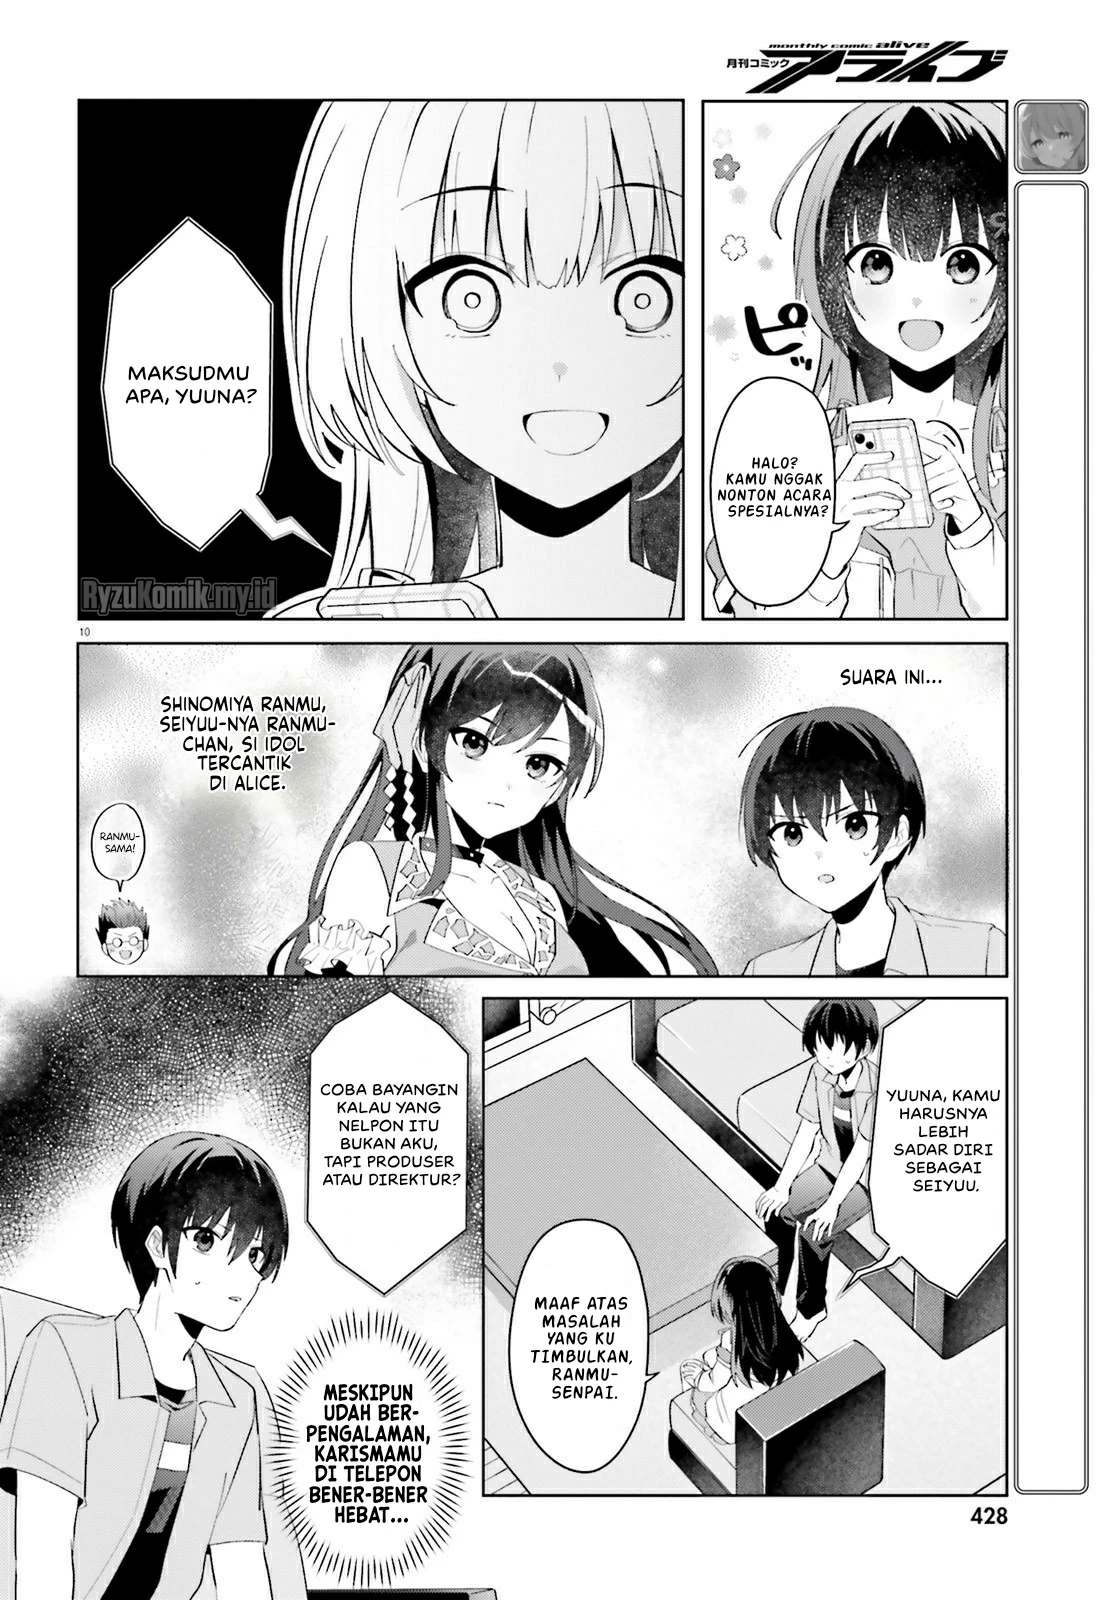 monthly comic alive
月刊コミック
アライブ
ピッ
HALO?
KAMU NGGAK
NONTON ACARA
SPESIALNYA?
MAKSUDMU
APA, YUUNA?
RyzuKomik.my.id
10
SUARA INI...
SHINOMIYA RANMU,
SEIYUU-NYA RANMU-
CHAN, SI IDOL
TERCANTIK
DI ALICE.
RANMU-
SAMA!
YUUNA, KAMU
HARUSNYA
LEBIH
SADAR DIRI
SEBAGAI
SEIYUU.
MAAF ATAS
MASALAH
YANG KU
TIMBULKAN,
RANMU-
SENPAI.
COBA BAYANGIN
KALAU YANG
NELPON ITU
BUKAN AKU,
TAPI PRODUSER
ATAU DIREKTUR?
MESKIPUN
UDAH BER-
PENGALAMAN,
KARISMAMU
DI TELEPON
BENER-BENER
HEBAT...
428